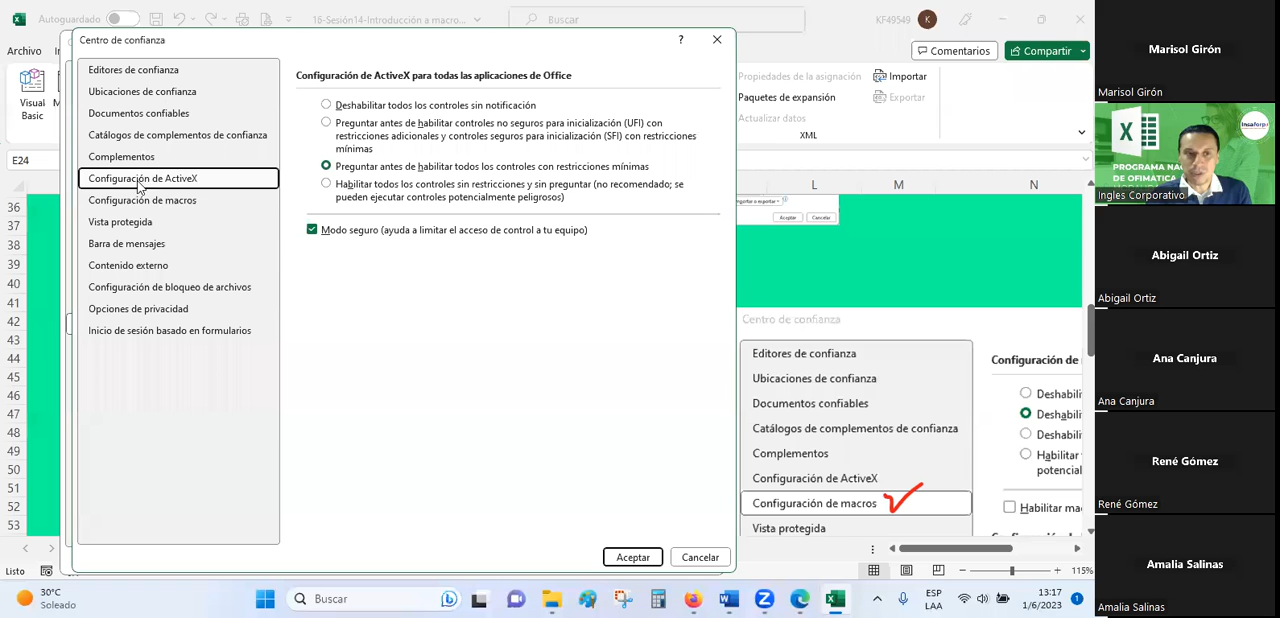 Autoguardado
16-Sesión14-Introducción a macro...
Buscar
KF49549
K
Archivo
Comentarios
Compartir
Centro de confianza
?
Visual
Basic
Propiedades de la asignación
Paquetes de expansión
Actualizar datos
Importar
Exportar
XML
E24
Editores de confianza
Ubicaciones de confianza
Documentos confiables
Catálogos de complementos de confianza
Complementos
Configuración de ActiveX
Configuración de macros
Vista protegida
Barra de mensajes
Contenido externo
Configuración de bloqueo de archivos
Opciones de privacidad
Inicio de sesión basado en formularios
Configuración de ActiveX para todas las aplicaciones de Office
Deshabilitar todos los controles sin notificación
Preguntar antes de habilitar controles no seguros para inicialización (UFI) con
restricciones adicionales y controles seguros para inicialización (SFI) con restricciones
mínimas
Preguntar antes de habilitar todos los controles con restricciones mínimas
Habilitar todos los controles sin restricciones y sin preguntar (no recomendado; se
pueden ejecutar controles potencialmente peligrosos)
Modo seguro (ayuda a limitar el acceso de control a tu equipo)
Aceptar
Cancelar
L
M
N
36
37
38
39
40
41
42
43
44
45
46
47
48
49
50
51
52
53
Aceptar
Cancelar
Centro de confianza
Editores de confianza
Ubicaciones de confianza
Documentos confiables
Catálogos de complementos de confianza
Complementos
Configuración de ActiveX
Configuración de macros
Vista protegida
Configuración de
Deshabili
Deshabil
Deshabili
Habilitar
potencial
Habilitar ma
Listo
115%
30°C
Soleado
Buscar
ESP
LAA
13:17
1/6/2023
1
Marisol Girón
Marisol Girón
PROGRAMA NA
DE OFIMATICA
Ingles Corporativo
Abigail Ortiz
Abigail Ortiz
Ana Canjura
Ana Canjura
René Gómez
René Gómez
Amalia Salinas
Amalia Salinas